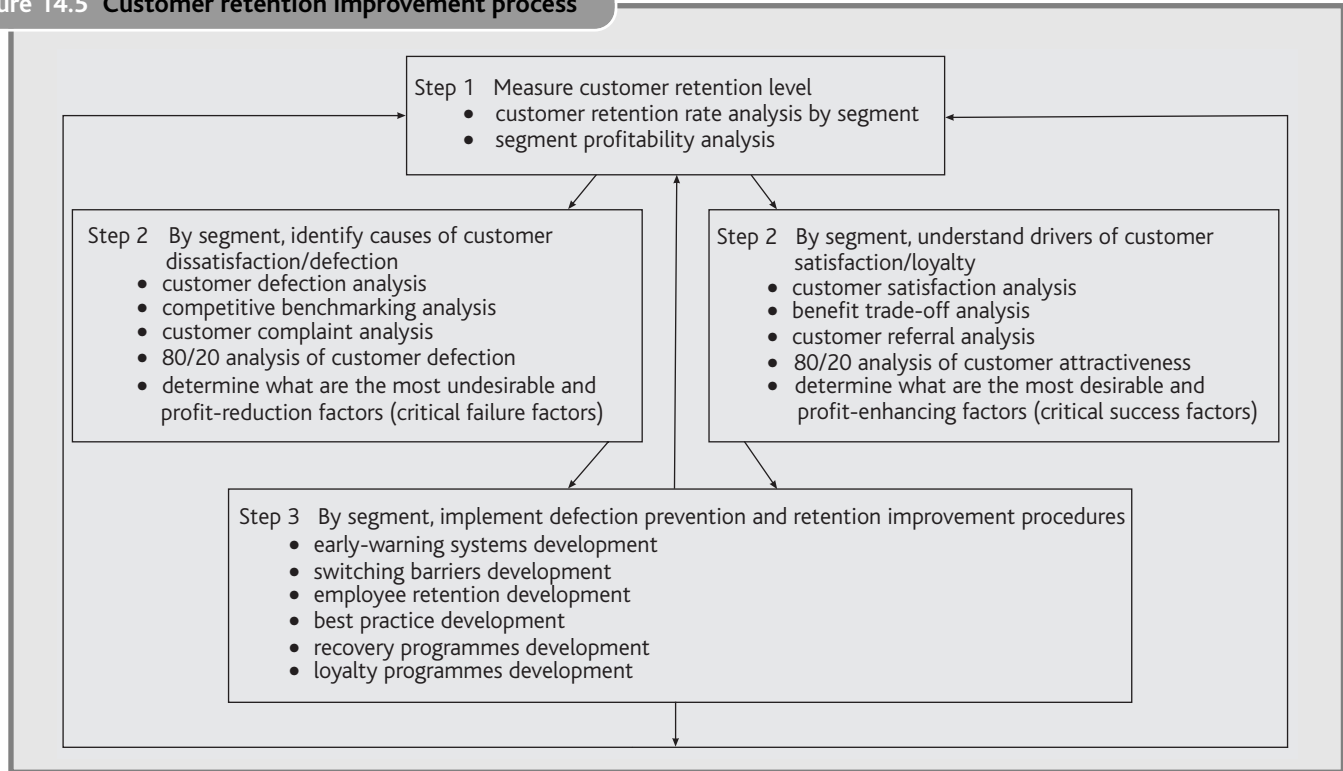 ure 14.5 Customer retention improvement process
Step 1 Measure customer retention level
• customer retention rate analysis by segment
• segment profitability analysis
Step 2 By segment, identify causes of customer
dissatisfaction/defection
• customer defection analysis
• competitive benchmarking analysis
• customer complaint analysis
• 80/20 analysis of customer defection
• determine what are the most undesirable and
profit-reduction factors (critical failure factors)
Step 2 By segment, understand drivers of customer
satisfaction/loyalty
• customer satisfaction analysis
• benefit trade-off analysis
• customer referral analysis
• 80/20 analysis of customer attractiveness
• determine what are the most desirable and
profit-enhancing factors (critical success factors)
Step 3 By segment, implement defection prevention and retention improvement procedures
• early-warning systems development
• switching barriers development
• employee retention development
• best practice development
• recovery programmes development
• loyalty programmes development